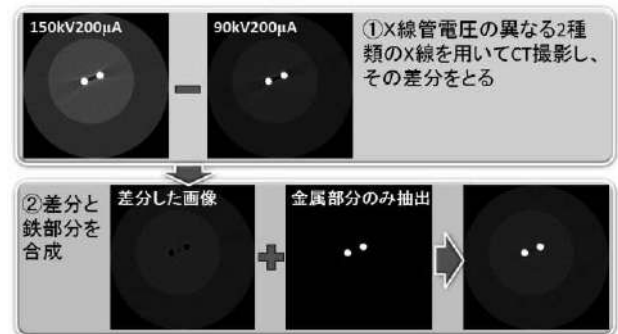 150kV200μA
90kV200μA
①X線管電圧の異なる2種
類のX線を用いてCT撮影し、
その差分をとる
②差分と
鉄部分を
合成
差分した画像
金属部分のみ抽出